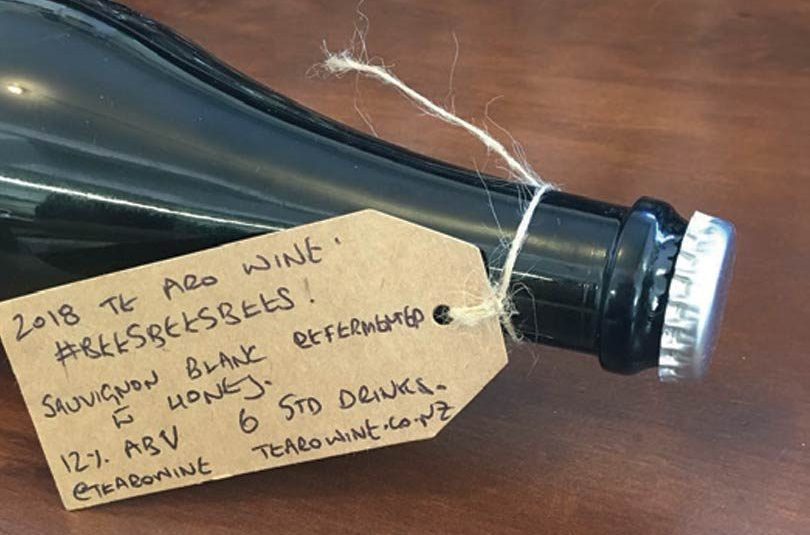 2018 TE ARO WINE.
#BEESBEESBEES.
SAUVIGNON BLANC REFERMENTED
HONEY.
12% ABV 6 STD DRINKS.
@TEAROWINE TEAROWINE.CO.NZ